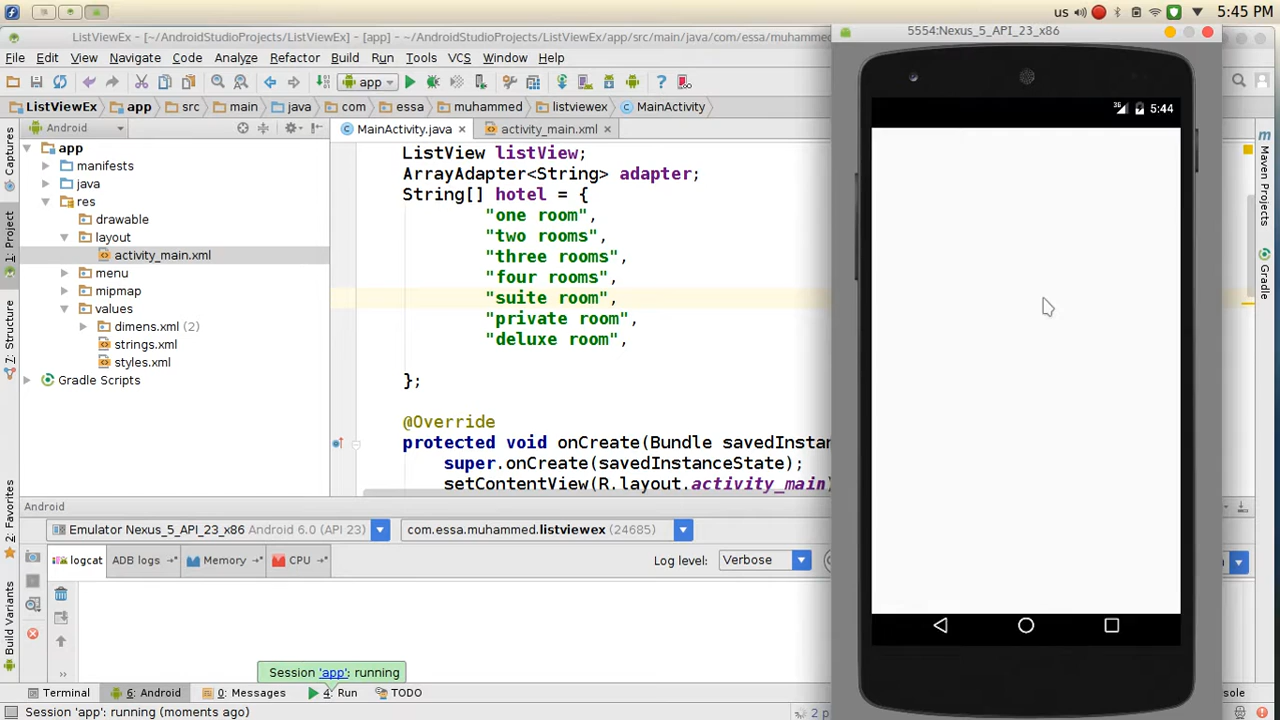 us
5:45 PM
ListViewEx - [~/AndroidStudioProjects/ListViewEx] - [app] - .../app/src/main/java/com/essa/muhammed
5554:Nexus_5_API_23_x86
File Edit View Navigate Code Analyze Refactor Build Run Tools VCS Window Help
app
ListViewEx app src main java com essa muhammed listviewex MainActivity
Android
MainActivity.java
activity_main.xml
app
manifests
java
res
drawable
layout
activity_main.xml
menu
mipmap
values
dimens.xml (2)
strings.xml
styles.xml
Gradle Scripts
Captures
1: Project
7: Structure
2: Favorites
Build Variants
ListView listView;
ArrayAdapter<String> adapter;
String[] hotel = {
"one room",
"two rooms",
"three rooms",
"four rooms",
"suite room",
"private room",
"deluxe room",
};
@Override
protected void onCreate(Bundle savedInsta
super.onCreate(savedInstanceState);
setContentView(R.layout.activity_main)
3G
5:44
m
Maven Projects
Gradle
Android
Emulator Nexus_5_API_23_x86 Android 6.0 (API 23)
com.essa.muhammed.listviewex (24685)
logcat
ADB logs
Memory
CPU
Log level:
Verbose
Session 'app': running
Terminal
6: Android
0: Messages
4: Run
TODO
sole
Session 'app': running (moments ago)
2 p